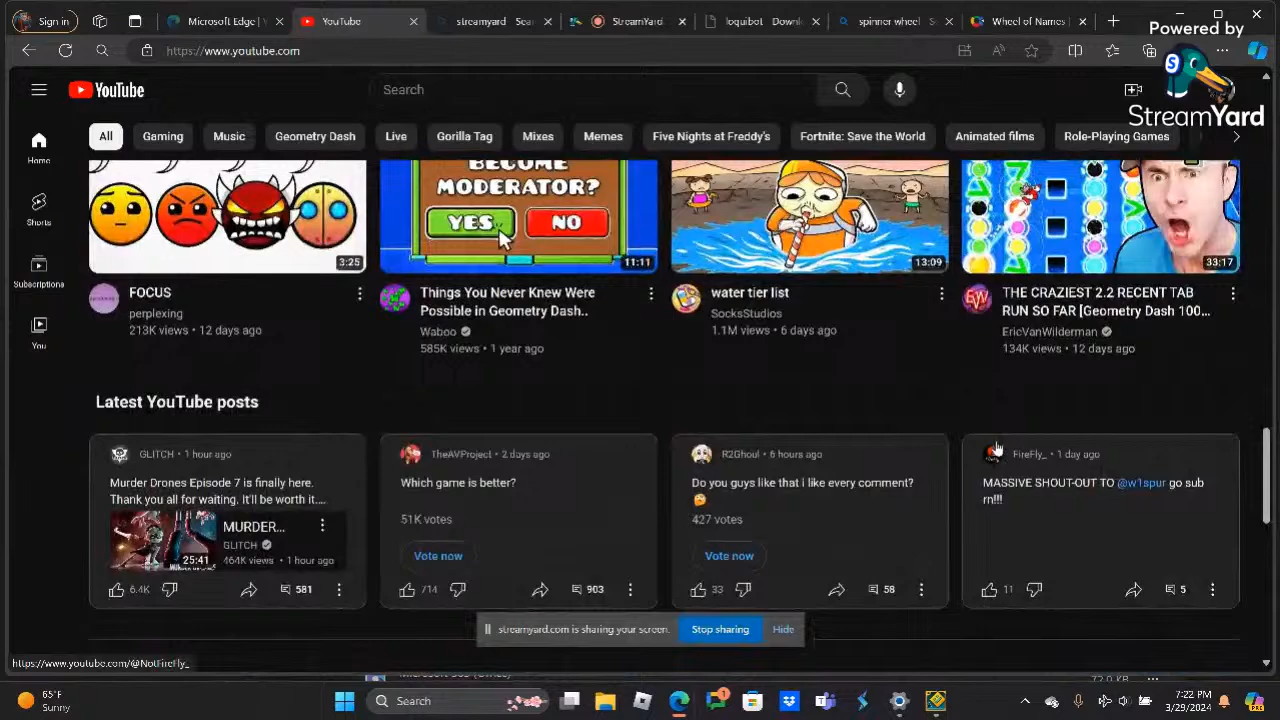 Sign in
Microsoft Edge | V
YouTube
streamyard Sea
StreamYard
loquibot Down
spinner wheel Se
Wheel of Names |
https://www.youtube.com
Powered by
StreamYard
YouTube
Search
All
Gaming
Music
Geometry Dash
Live
Gorilla Tag
Mixes
Memes
Five Nights at Freddy's
Fortnite: Save the World
Animated films
Role-Playing Games
Home
Shorts
Subscriptions
You
BECOME
MODERATOR?
YES
NO
3:25
11:11
13:09
33:17
FOCUS
perplexing
213K views • 12 days ago
Things You Never Knew Were
Possible in Geometry Dash..
Waboo
585K views • 1 year ago
water tier list
SocksStudios
1.1M views • 6 days ago
THE CRAZIEST 2.2 RECENT TAB
RUN SO FAR [Geometry Dash 100...
EricVanWilderman
134K views • 12 days ago
Latest YouTube posts
GLITCH • 1 hour ago
Murder Drones Episode 7 is finally here.
Thank you all for waiting. It'll be worth it....
MURDER...
GLITCH
464K views • 1 hour ago
25:41
6.4K
581
TheAVProject • 2 days ago
Which game is better?
51K votes
Vote now
714
903
R2Ghoul • 6 hours ago
Do you guys like that i like every comment?
427 votes
Vote now
33
58
FireFly_ • 1 day ago
MASSIVE SHOUT-OUT TO @w1spur go sub
rn!!!
11
5
streamyard.com is sharing your screen.
Stop sharing
Hide
https://www.youtube.com/@NotFireFly_
65°F
Sunny
Search
1
7:22 PM
3/29/2024